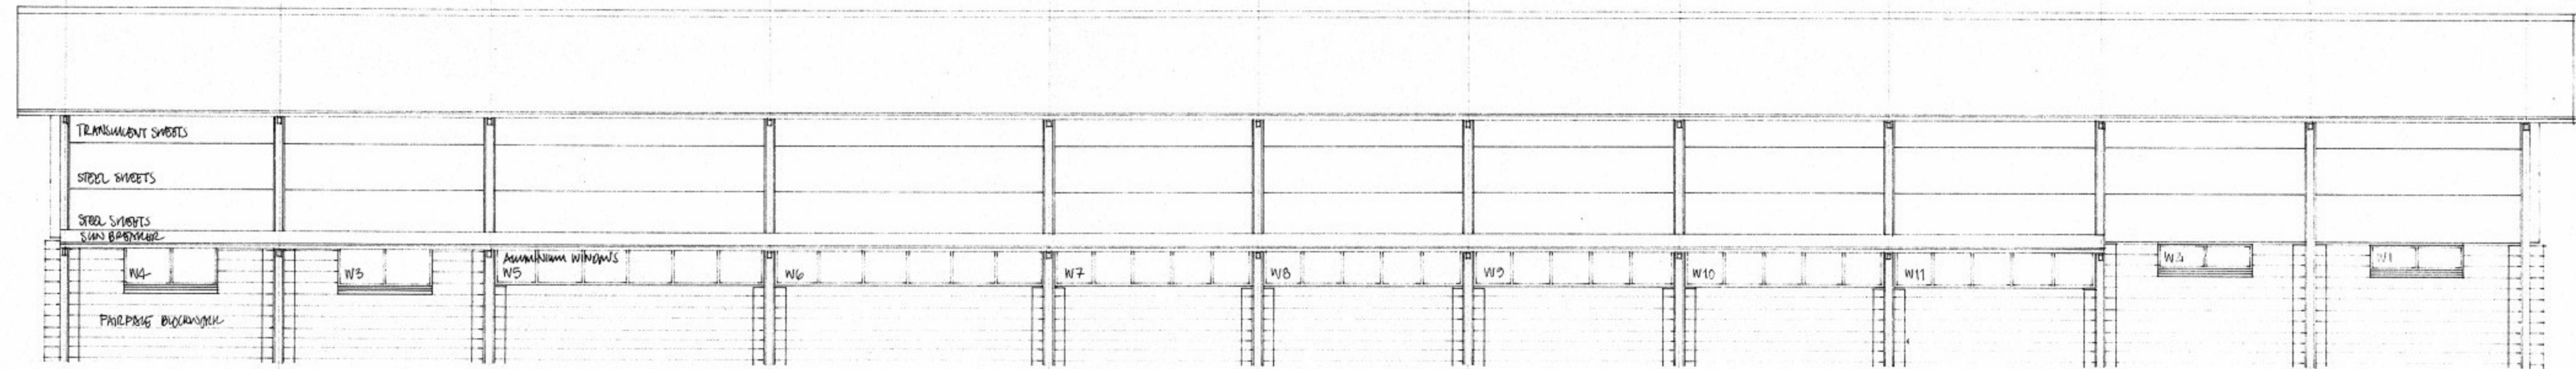 TRANSLUCENT SHEETS
STEEL SHEETS
STEEL SHEETS
SUN BREAKER
ALUMINIUM WINDOWS
W4
W3
W5
W6
W7
W8
W9
W10
W11
W1
FAIRFACE BLOCKWORK